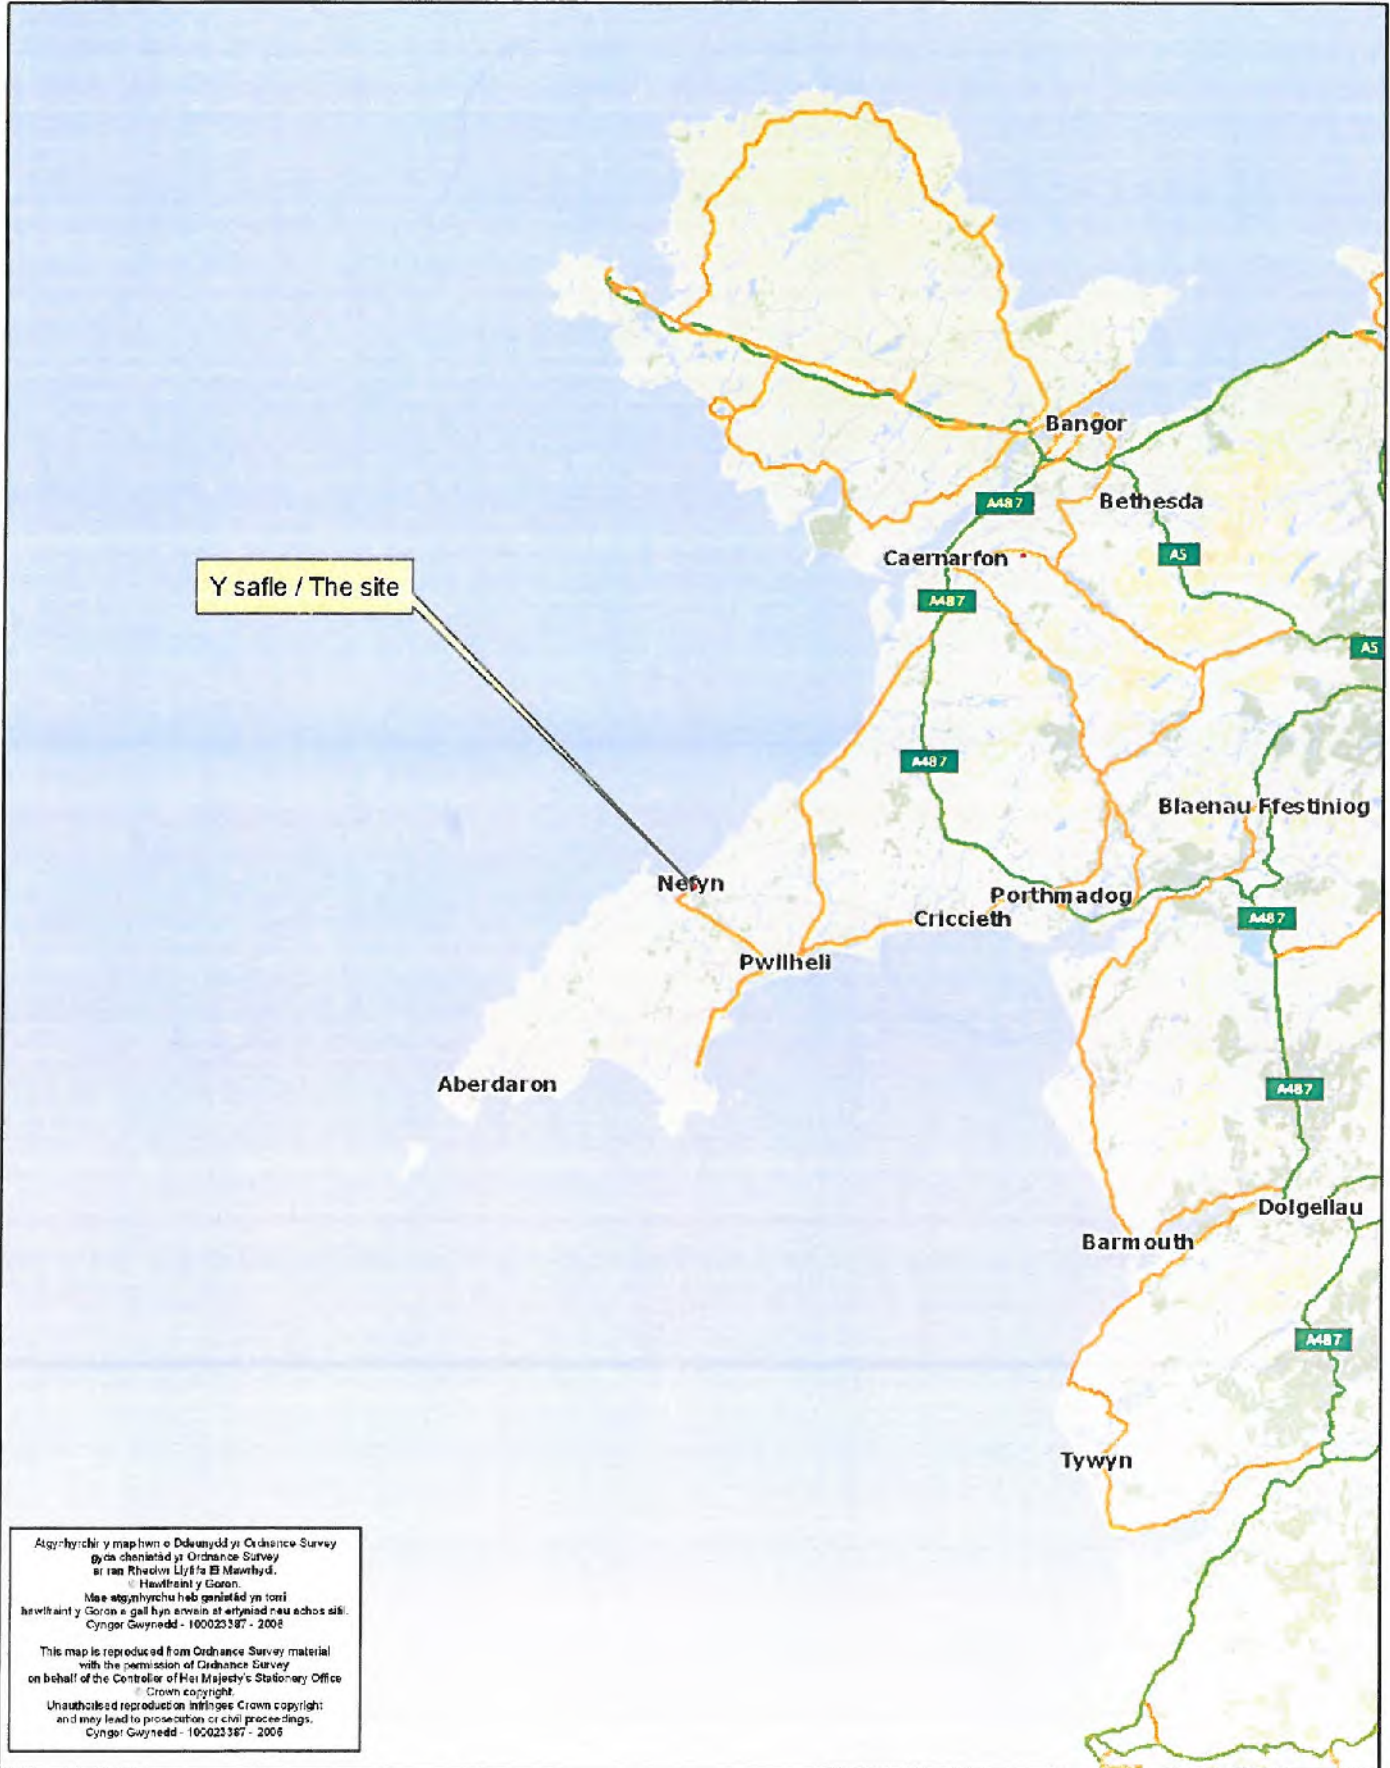 Bangor
A487
Bethesda
Caernarfon
A5
Y safle / The site
A487
A5
A487
Blaenau Ffestiniog
Nefyn
Porthmadog
Criccieth
A487
Pwllheli
Aberdaron
A487
Dolgellau
Barmouth
A487
Tywyn
Atgynhyrchir y map hwn o Ddeunydd yr Ordnance Survey
gyda chaniatâd yr Ordnance Survey
ar ran Rheolwr Llyfrfa Ei Mawrhydi.
© Hawlfraint y Goron.
Mae atgynhyrchu heb ganiatâd yn torri
hawlfraint y Goron a gall hyn arwain at erlyniad neu achos sifil.
Cyngor Gwynedd - 100023387 - 2006
This map is reproduced from Ordnance Survey material
with the permission of Ordnance Survey
on behalf of the Controller of Her Majesty's Stationery Office
© Crown copyright.
Unauthorised reproduction infringes Crown copyright
and may lead to prosecution or civil proceedings.
Cyngor Gwynedd - 100023387 - 2006